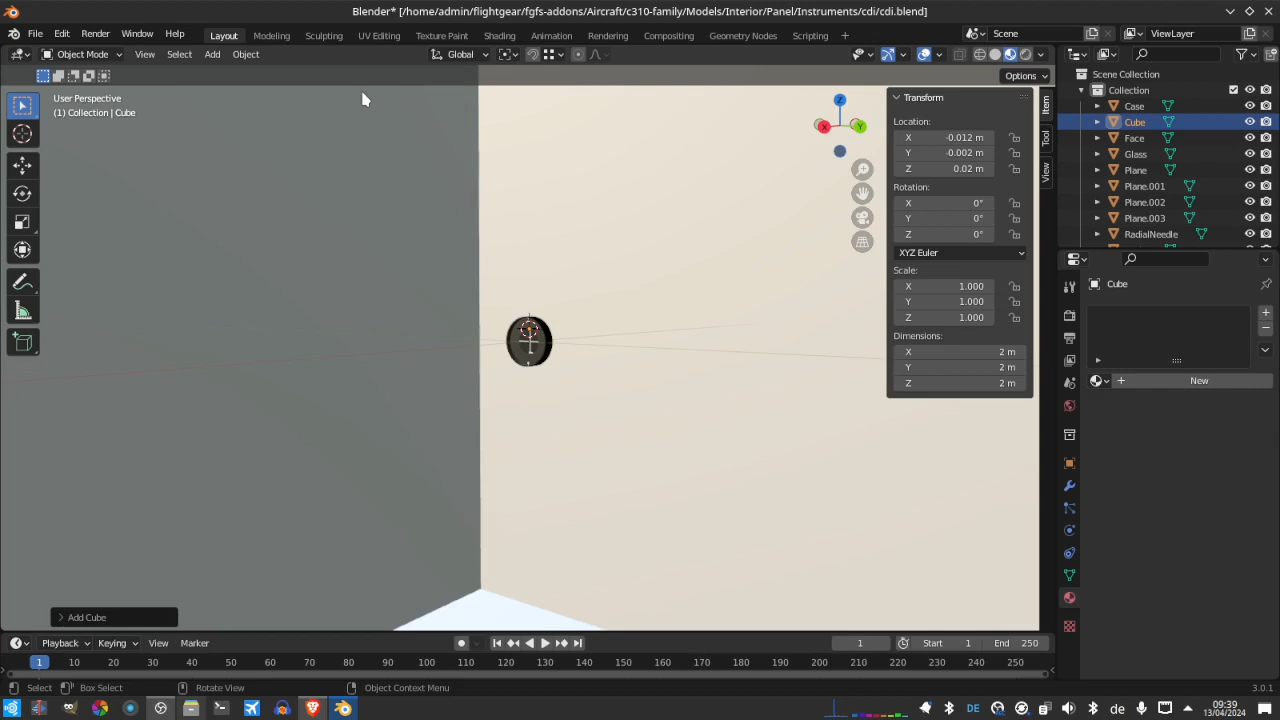 Blender* [/home/admin/flightgear/fgfs-addons/Aircraft/c310-family/Models/Interior/Panel/Instruments/cdi/cdi.blend]
File Edit Render Window Help Layout Modeling Sculpting UV Editing Texture Paint Shading Animation Rendering Compositing Geometry Nodes Scripting Scene ViewLayer
Object Mode View Select Add Object Global
Options
User Perspective
(1) Collection | Cube
Z
X
Y
Transform
Location:
X -0.012 m
Y -0.002 m
Z 0.02 m
Rotation:
X 0°
Y 0°
Z 0°
XYZ Euler
Scale:
X 1.000
Y 1.000
Z 1.000
Dimensions:
X 2 m
Y 2 m
Z 2 m
Item
Tool
View
Scene Collection
Collection
Case
Cube
Face
Glass
Plane
Plane.001
Plane.002
Plane.003
RadialNeedle
Cube
New
Add Cube
Playback Keying View Marker 1 Start 1 End 250
1 10 20 30 40 50 60 70 80 90 100 110 120 130 140 150 160 170 180 190 200 210 220 230 240 250
Select Box Select Rotate View Object Context Menu 3.0.1
DE de 09:39
13/04/2024